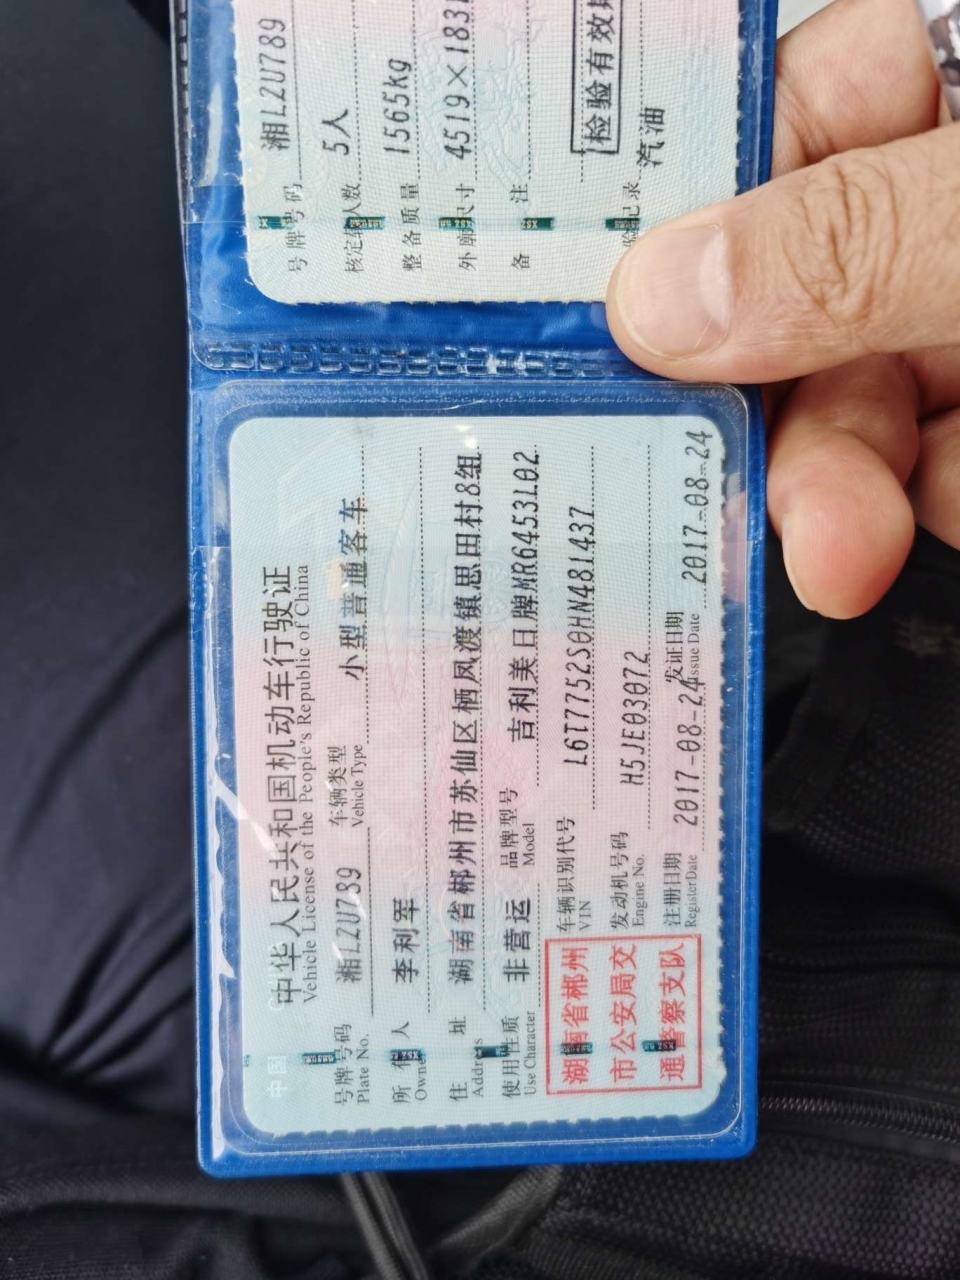 中国
中华人民共和国机动车行驶证
Vehicle License of the People's Republic of China
号牌号码 湘L2U789 车辆类型 小型普通客车
Plate No. Vehicle Type
所有人 李利军
Owner
住址 湖南省郴州市苏仙区栖凤渡镇思田村8组
Address
使用性质 非营运 品牌型号 吉利美日牌MR6453L02
Use Character Model
湖南省郴州
市公安局交
通警察支队
车辆识别代号 L6T7752S0HN481437
VIN
发动机号码 H5JE03072
Engine No.
注册日期 2017-08-24 发证日期 2017-08-24
Register Date Issue Date
号牌号码 湘L2U789
核定载人数 5人
整备质量 1565kg
外廓尺寸 4519×183
备注
检验有效期
验记录 汽油